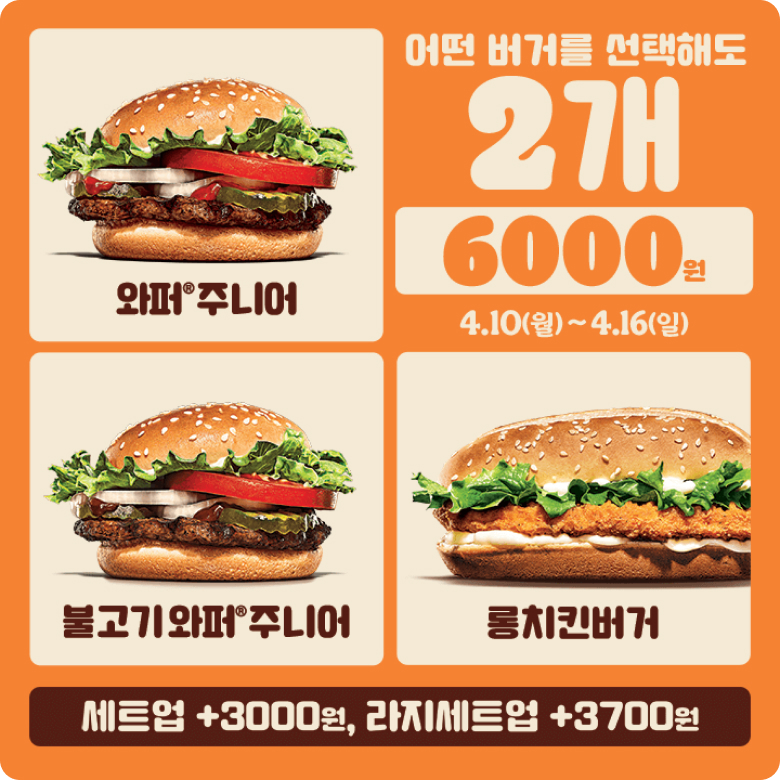 어떤 버거를 선택해도
2개
6000원
4.10(월)~4.16(일)
와퍼®주니어
불고기와퍼®주니어
롱치킨버거
세트업 +3000원, 라지세트업 +3700원